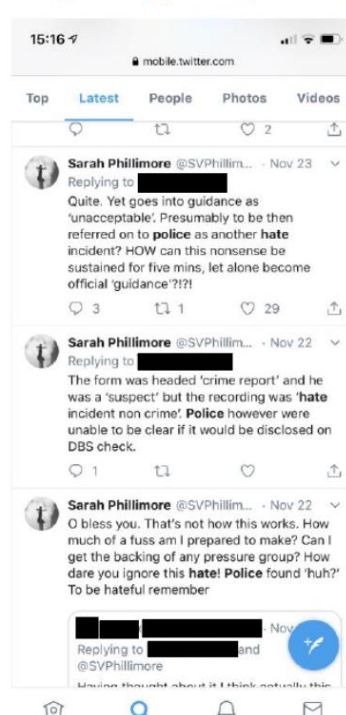 15:16
mobile.twitter.com
Top Latest People Photos Videos
2
Sarah Phillimore @SVPhillim... · Nov 23
Replying to
Quite. Yet goes into guidance as
'unacceptable'. Presumably to be then
referred on to police as another hate
incident? HOW can this nonsense be
sustained for five mins, let alone become
official 'guidance'?!?!
3 1 29
Sarah Phillimore @SVPhillim... · Nov 22
Replying to
The form was headed 'crime report' and he
was a 'suspect' but the recording was 'hate
incident non crime'. Police however were
unable to be clear if it would be disclosed on
DBS check.
1
Sarah Phillimore @SVPhillim... · Nov 22
O bless you. That's not how this works. How
much of a fuss am I prepared to make? Can I
get the backing of any pressure group? How
dare you ignore this hate! Police found 'huh?'
To be hateful remember
· Nov
Replying to and
@SVPhillimore
Having thought about it I think actually this